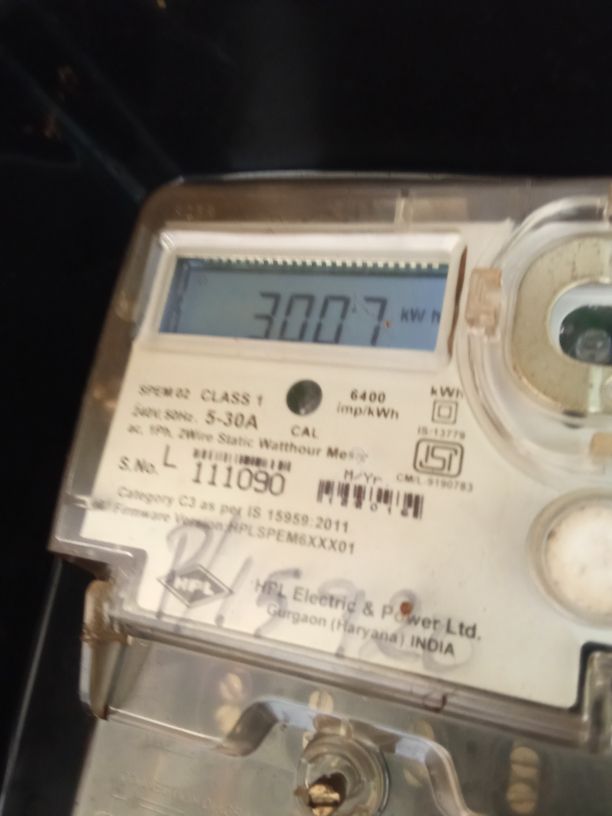 3007 kW h
SPEM 02 CLASS 1
6400 imp/kWh
kWh
240V, 50Hz, 5-30A
CAL
IS-13779
ac, 1Ph, 2Wire Static Watthour
S.No. L 111090
M/Yr.
CM/L-9190783
Category C3 as per IS 15959:2011
Firmware Version:HPLSPEM6XXX01
HPL
HPL Electric & Power Ltd.
Gurgaon (Haryana) INDIA